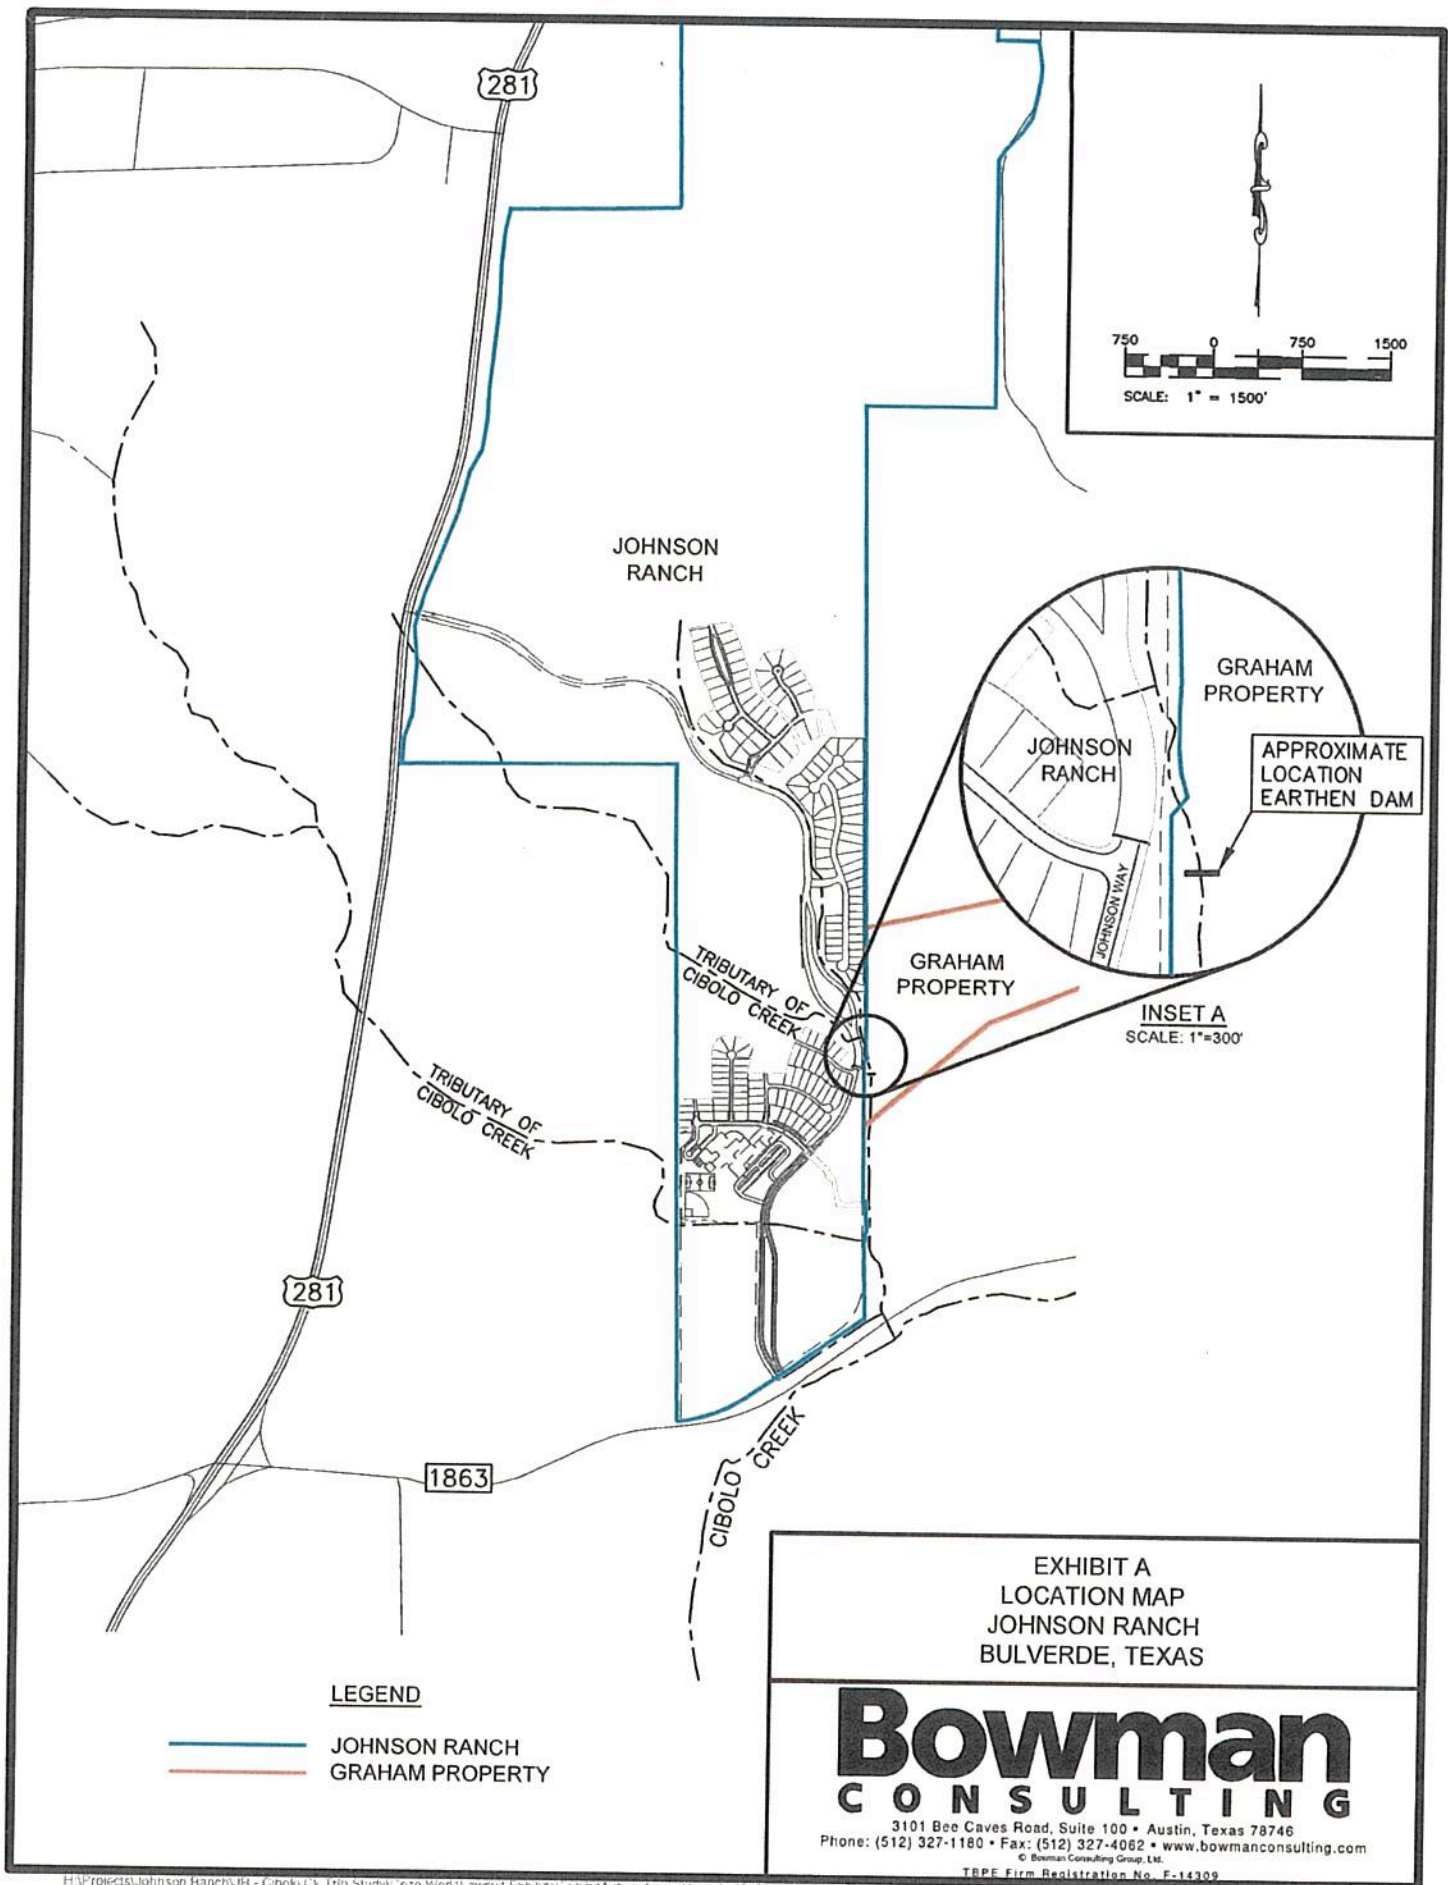 281
750 0 750 1500
SCALE: 1" = 1500'
JOHNSON
RANCH
GRAHAM
PROPERTY
JOHNSON
RANCH
APPROXIMATE
LOCATION
EARTHEN DAM
JOHNSON WAY
GRAHAM
PROPERTY
INSET A
SCALE: 1"=300'
TRIBUTARY OF
CIBOLO CREEK
TRIBUTARY OF
CIBOLO CREEK
281
1863
CIBOLO CREEK
EXHIBIT A
LOCATION MAP
JOHNSON RANCH
BULVERDE, TEXAS
LEGEND
JOHNSON RANCH
GRAHAM PROPERTY
Bowman
CONSULTING
3101 Bee Caves Road, Suite 100 • Austin, Texas 78746
Phone: (512) 327-1180 • Fax: (512) 327-4062 • www.bowmanconsulting.com
© Bowman Consulting Group, Ltd.
TBPE Firm Registration No. F-14309